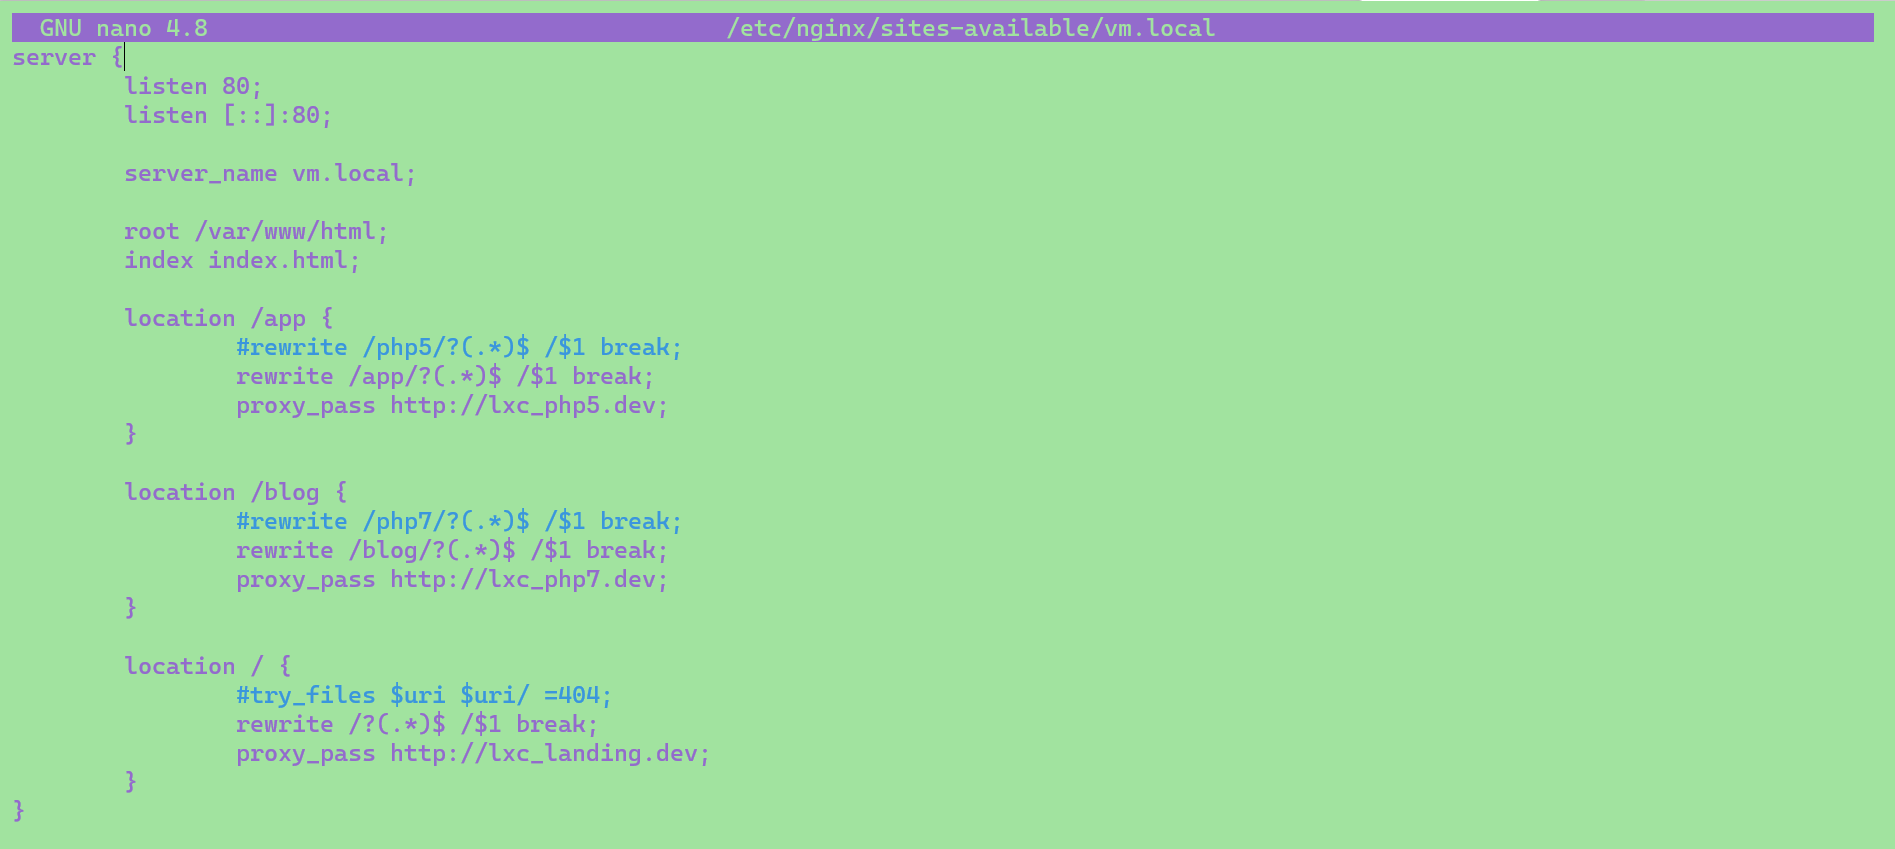 GNU nano 4.8 /etc/nginx/sites-available/vm.local
server {
listen 80;
listen [::]:80;
server_name vm.local;
root /var/www/html;
index index.html;
location /app {
#rewrite /php5/?(.*)$ /$1 break;
rewrite /app/?(.*)$ /$1 break;
proxy_pass http://lxc_php5.dev;
}
location /blog {
#rewrite /php7/?(.*)$ /$1 break;
rewrite /blog/?(.*)$ /$1 break;
proxy_pass http://lxc_php7.dev;
}
location / {
#try_files $uri $uri/ =404;
rewrite /?(.*)$ /$1 break;
proxy_pass http://lxc_landing.dev;
}
}